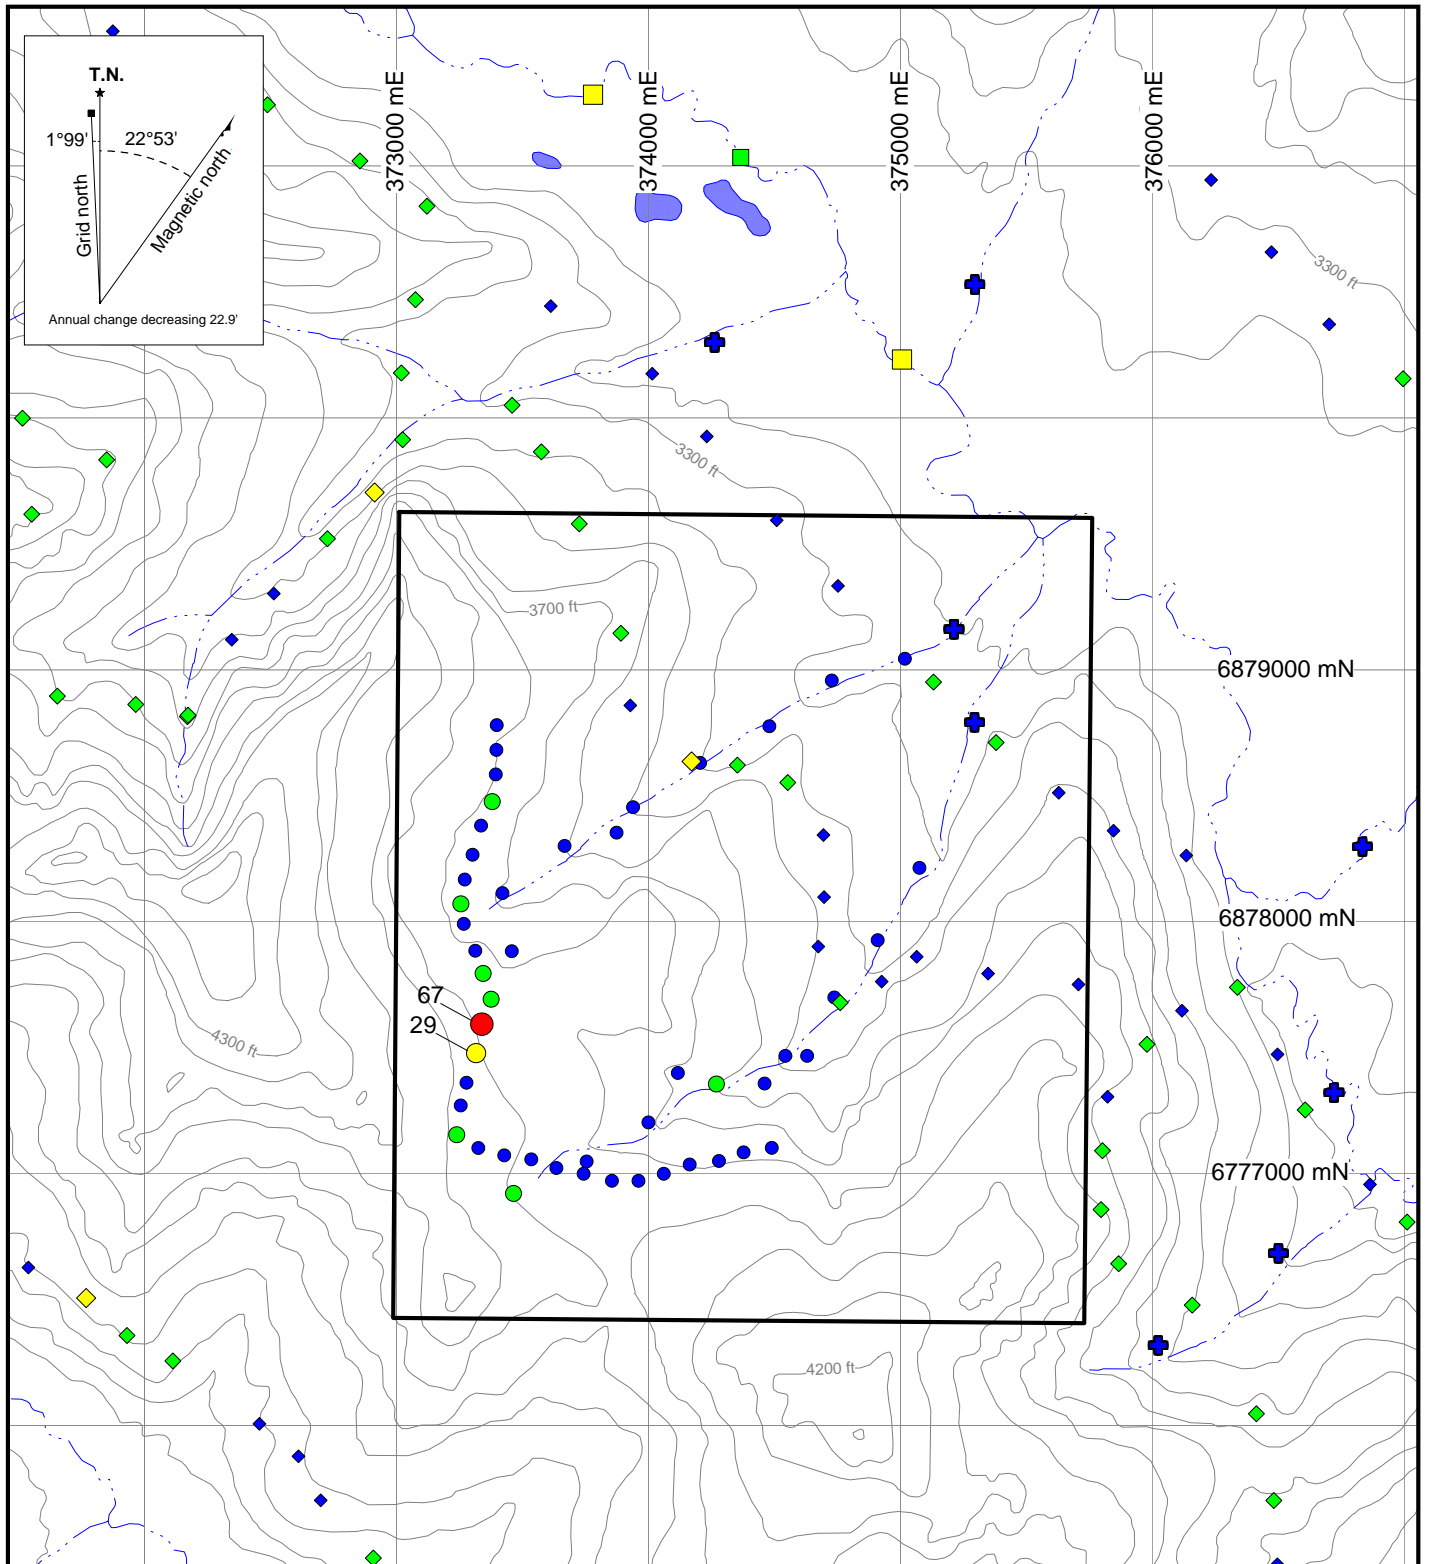 T.N.
1°99'
22°53'
Grid north
Magnetic north
Annual change decreasing 22.9'
373000 mE
374000 mE
375000 mE
376000 mE
3300 ft
3300 ft
3700 ft
6879000 mN
6878000 mN
67
29
4300 ft
6777000 mN
4200 ft